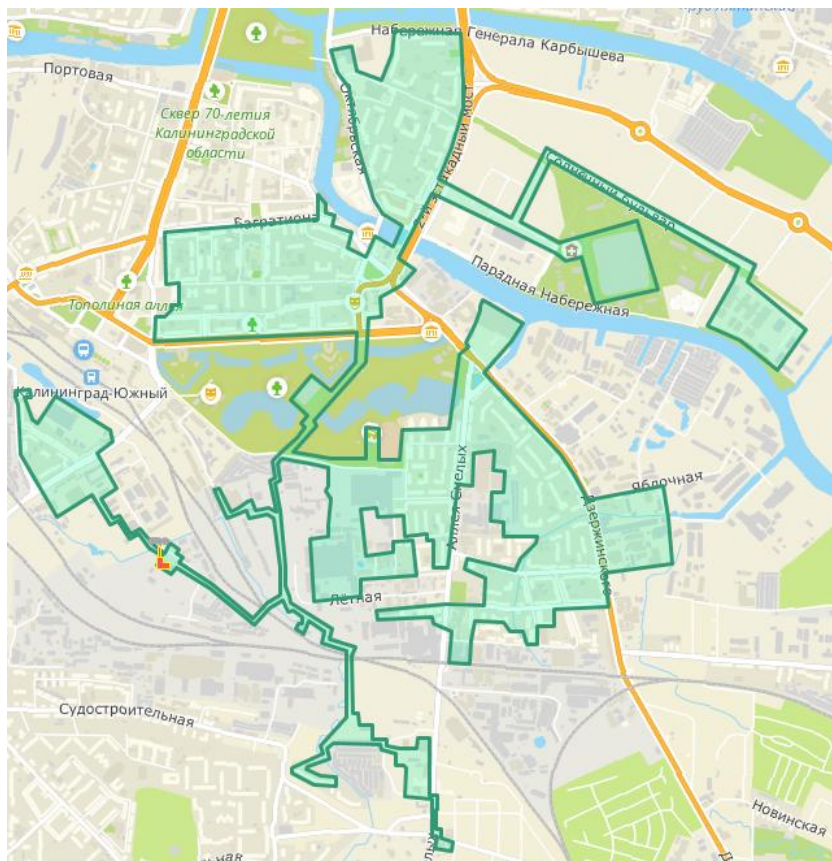 Набережная Генерала Карбышева
Портовая
Октябрьская
Сквер 70-летия
Калининградской
области
2-й эстакадный мост
Солнечный бульвар
Багратиона
Парадная Набережная
Тополиная аллея
Калининград-Южный
Яблочная
Аллея Смелых
Дзержинского
Лётная
Судостроительная
Новинская